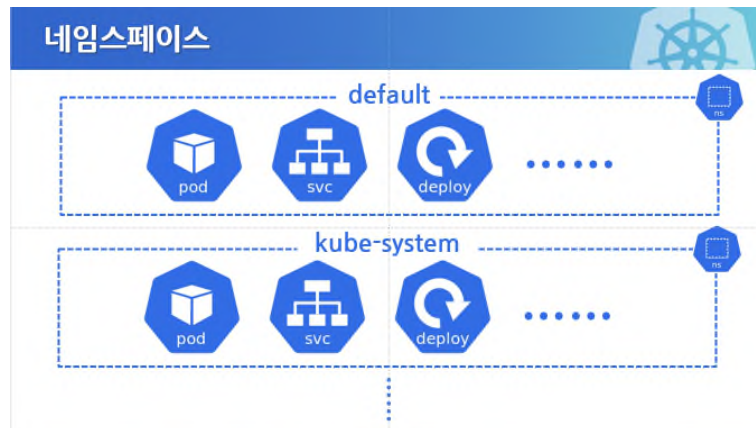 네임스페이스
default
ns
pod svc deploy
kube-system
ns
pod svc deploy